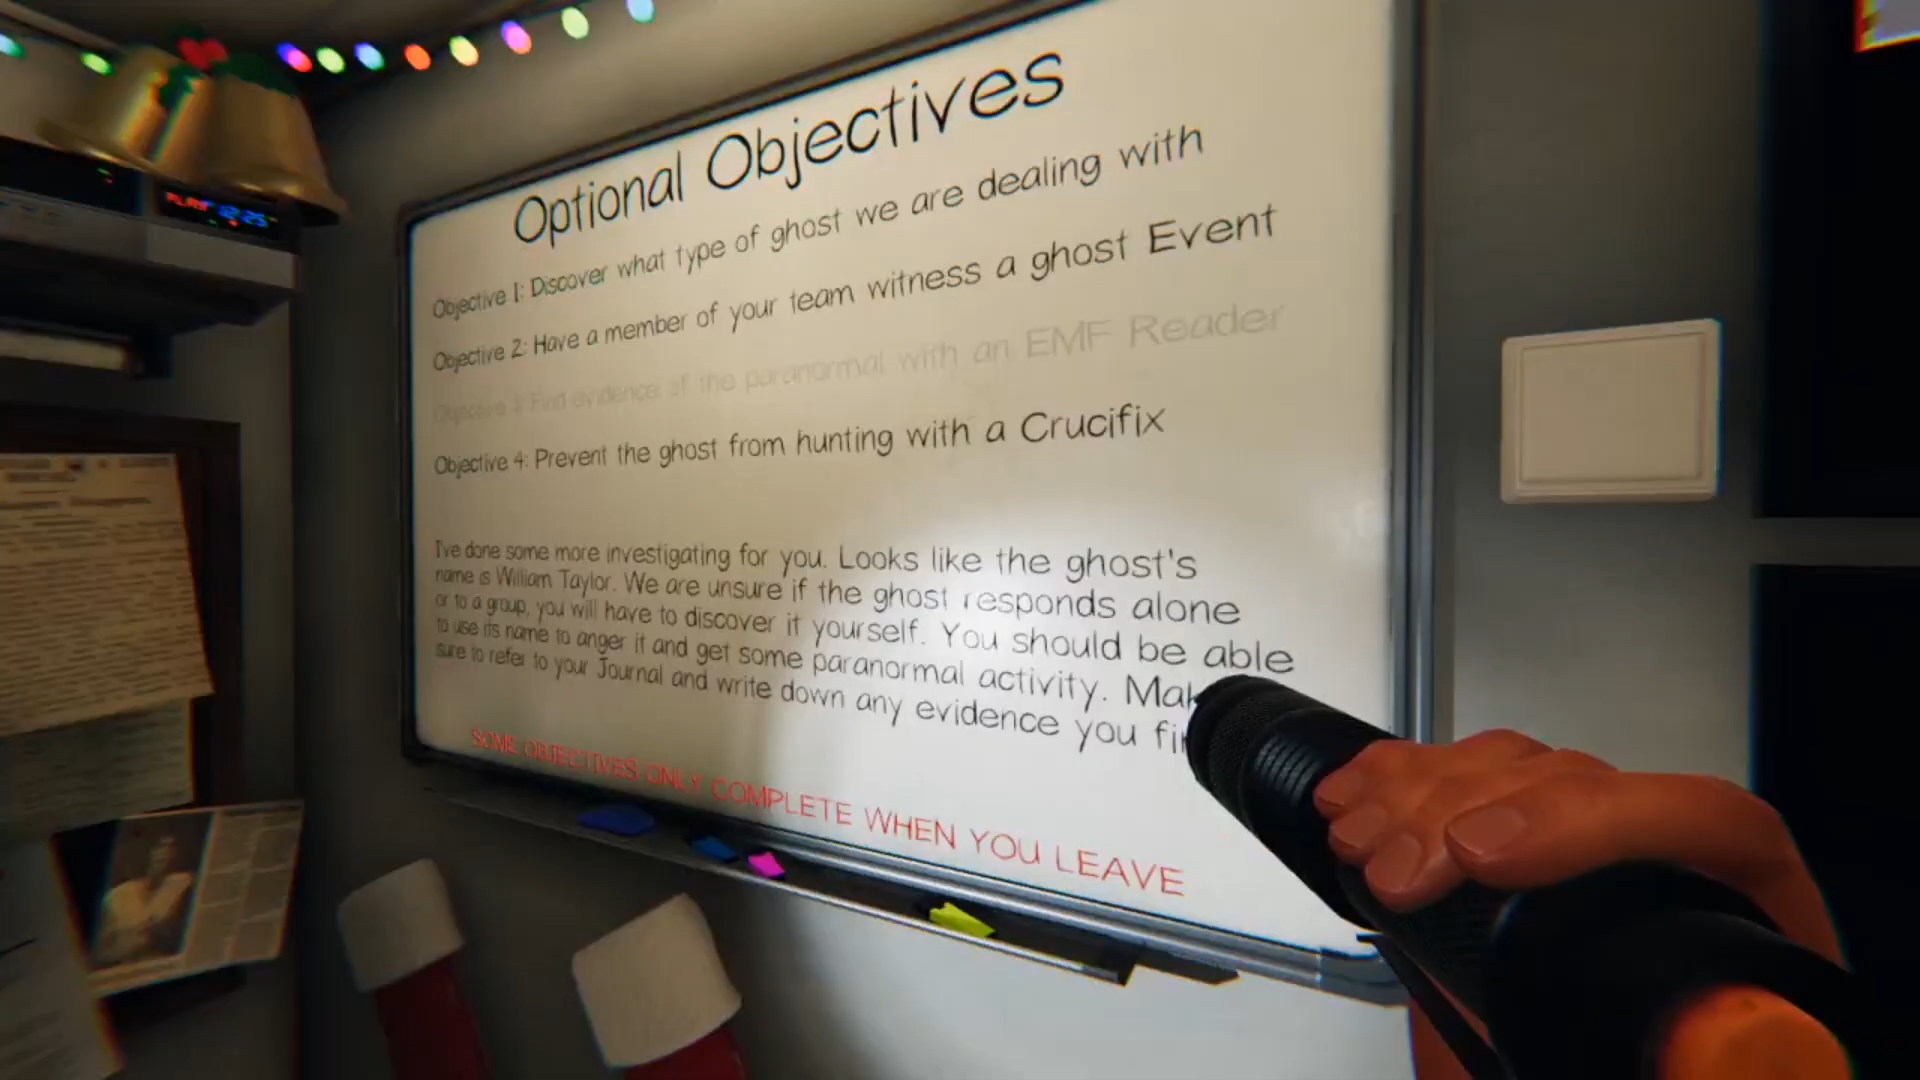 Optional Objectives
Objective 1: Discover what type of ghost we are dealing with
Objective 2: Have a member of your team witness a ghost Event
Objective 3: Find evidence of the paranormal with an EMF Reader
Objective 4: Prevent the ghost from hunting with a Crucifix
I've done some more investigating for you. Looks like the ghost's
name is William Taylor. We are unsure if the ghost responds alone
or to a group, you will have to discover it yourself. You should be able
to use its name to anger it and get some paranormal activity.
sure to refer to your Journal and write down any evidence you
SOME OBJECTIVES ONLY COMPLETE WHEN YOU LEAVE
PLAY 12:25